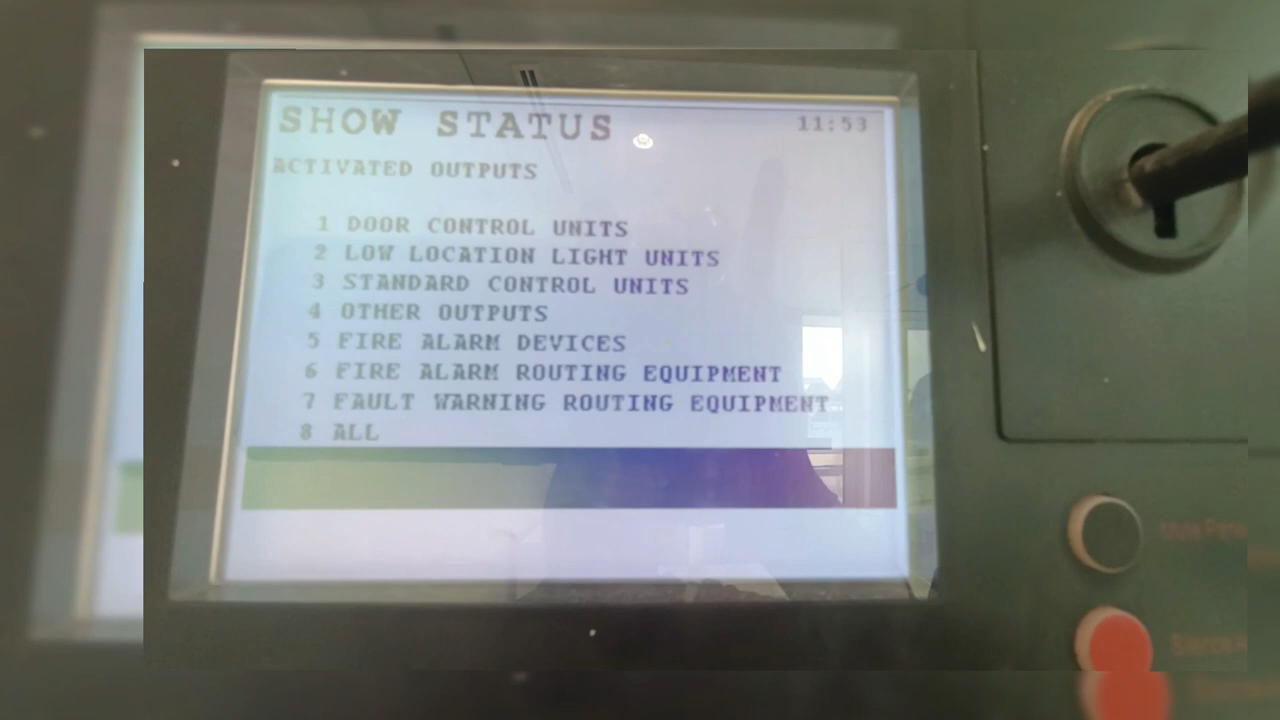 SHOW STATUS 11:53
ACTIVATED OUTPUTS
1 DOOR CONTROL UNITS
2 LOW LOCATION LIGHT UNITS
3 STANDARD CONTROL UNITS
4 OTHER OUTPUTS
5 FIRE ALARM DEVICES
6 FIRE ALARM ROUTING EQUIPMENT
7 FAULT WARNING ROUTING EQUIPMENT
8 ALL